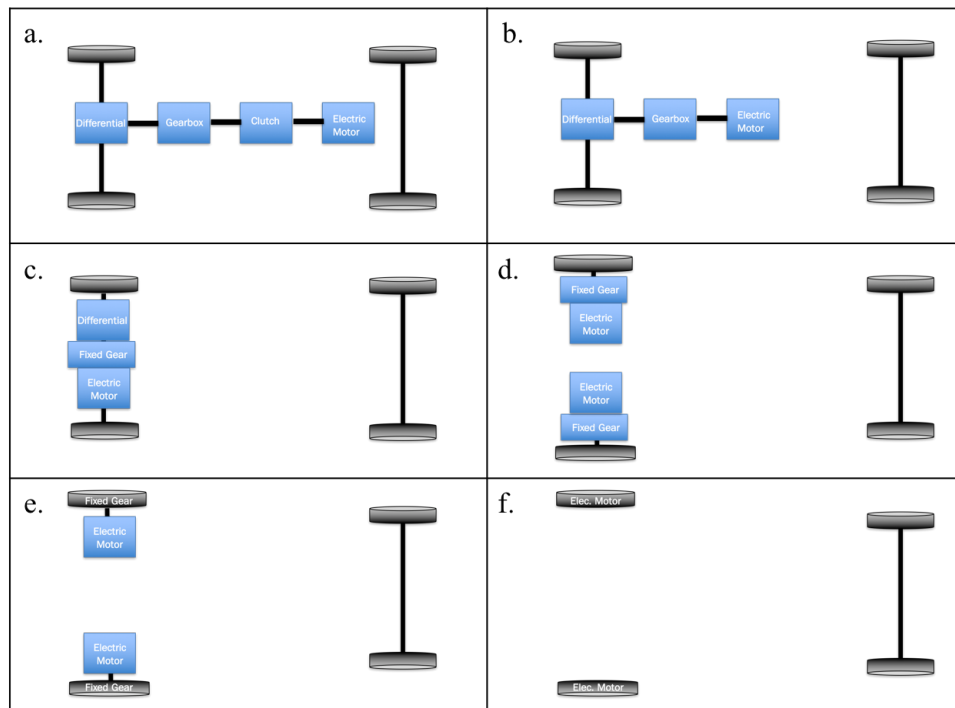 a.
Differential
Gearbox
Clutch
Electric
Motor
b.
Differential
Gearbox
Electric
Motor
c.
Differential
Fixed Gear
Electric
Motor
d.
Fixed Gear
Electric
Motor
Electric
Motor
Fixed Gear
e.
Fixed Gear
Electric
Motor
Electric
Motor
Fixed Gear
f.
Elec. Motor
Elec. Motor